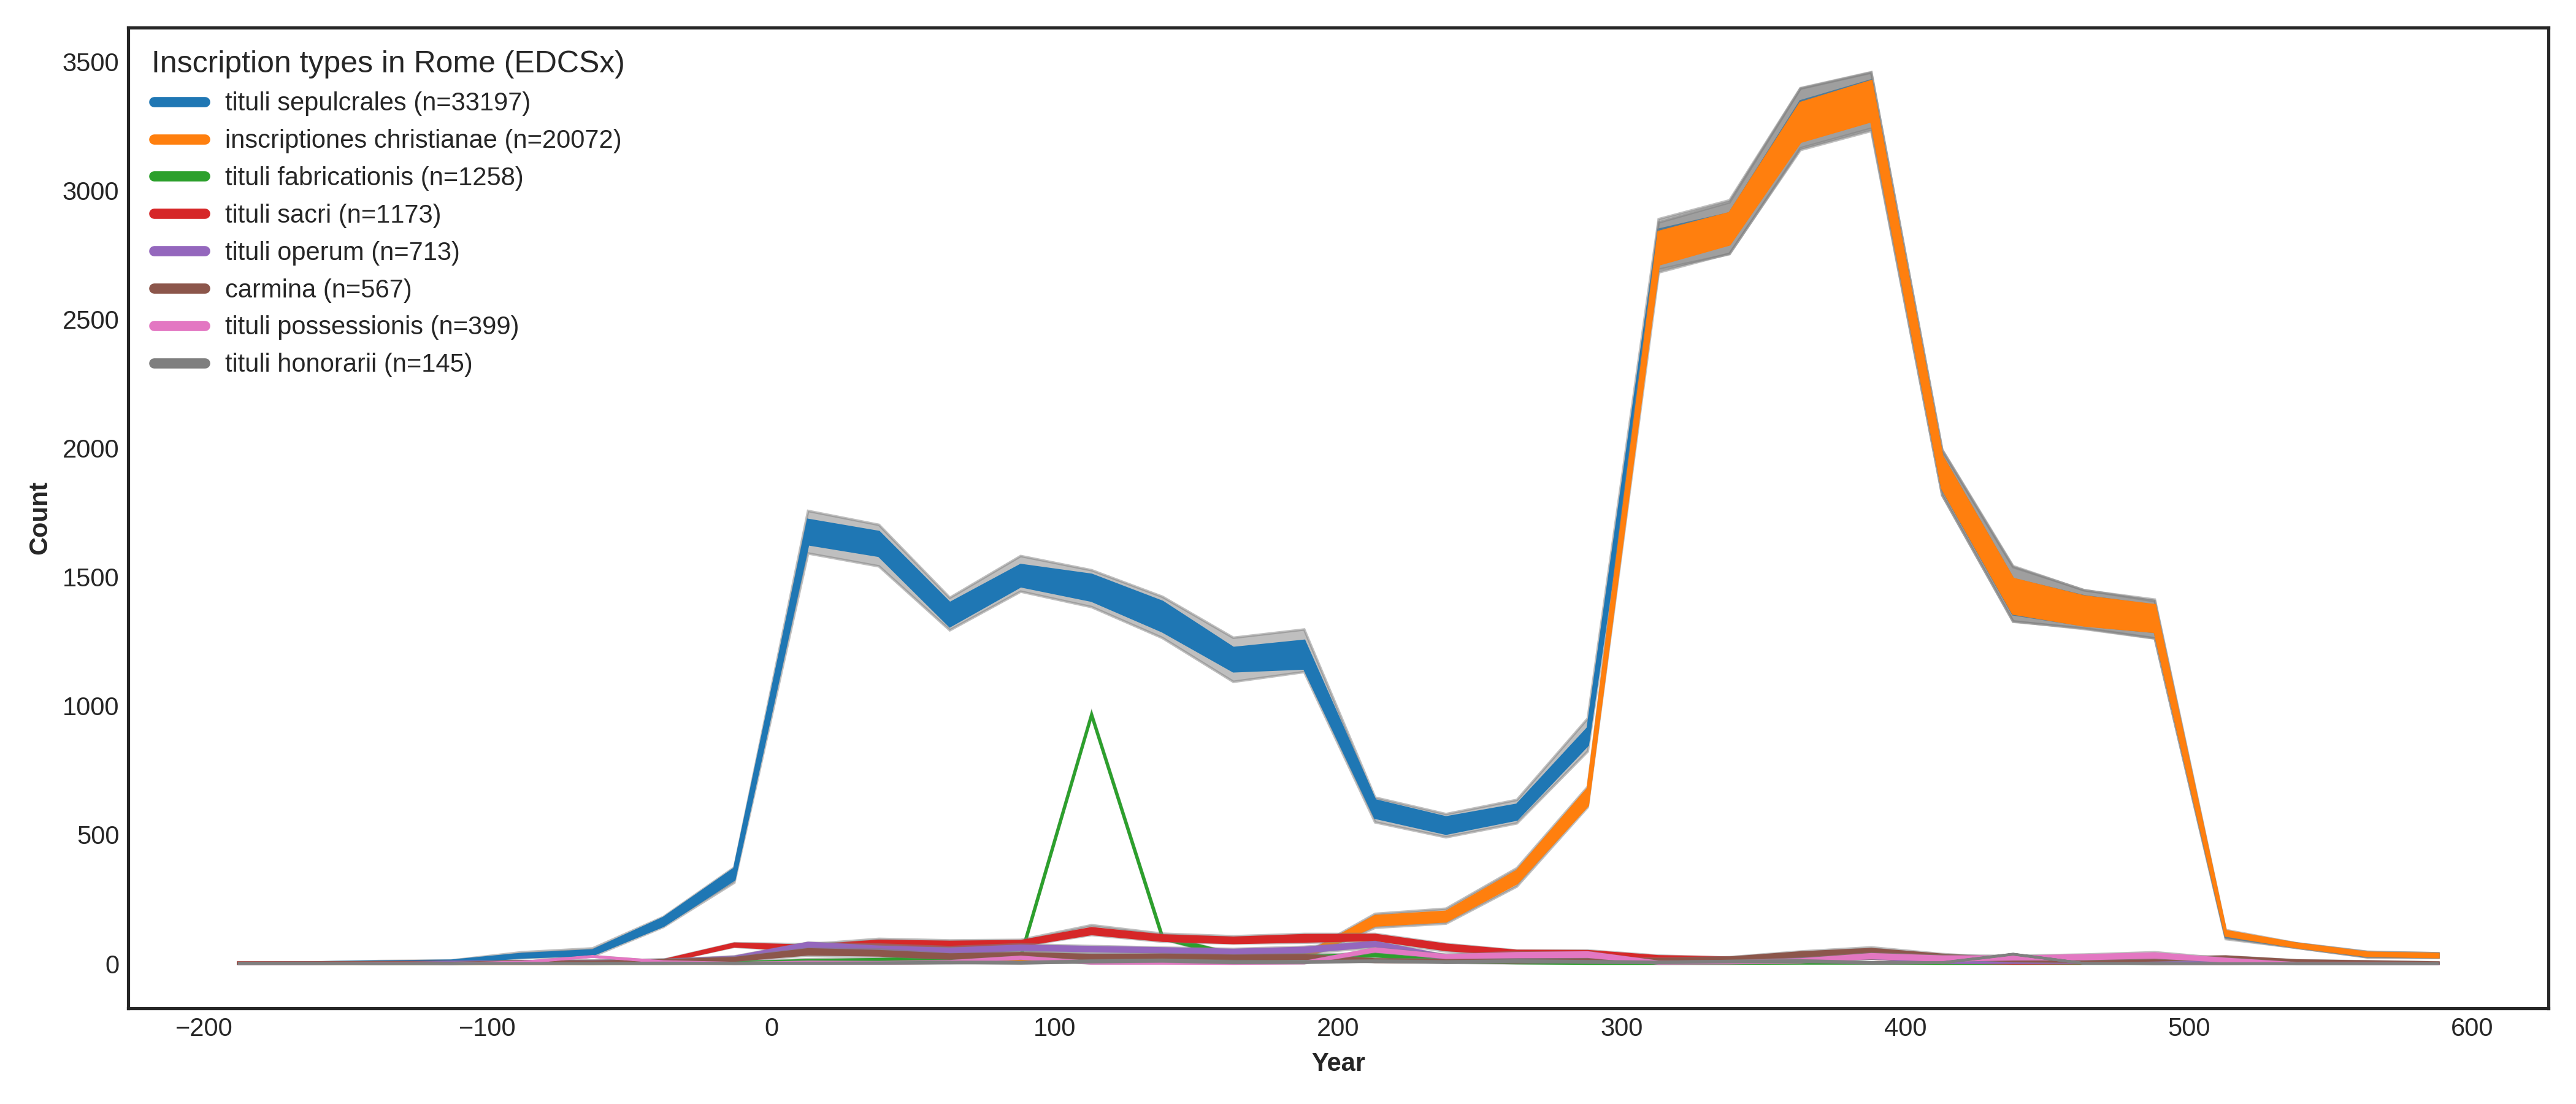 Inscription types in Rome (EDCSx)
tituli sepulcrales (n=33197)
inscriptiones christianae (n=20072)
tituli fabricationis (n=1258)
tituli sacri (n=1173)
tituli operum (n=713)
carmina (n=567)
tituli possessionis (n=399)
tituli honorarii (n=145)
3500
3000
2500
2000
1500
1000
500
0
Count
−200 −100 0 100 200 300 400 500 600
Year